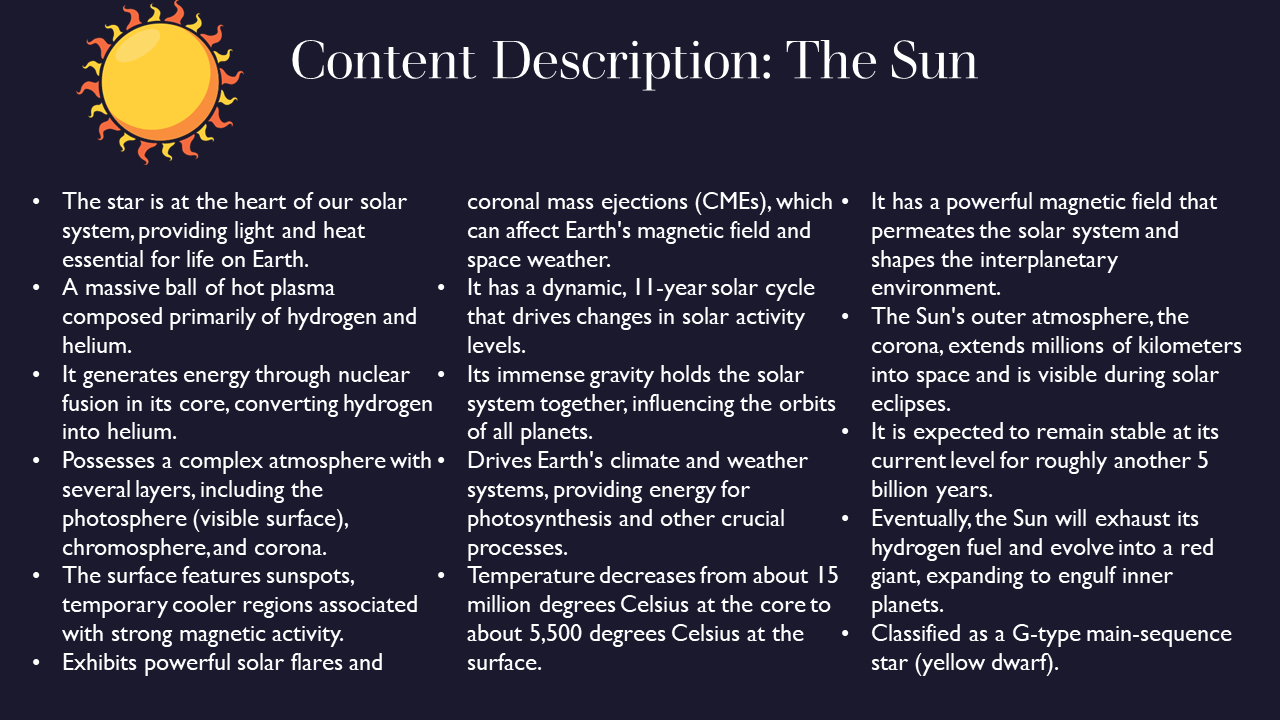 Content Description: The Sun
• The star is at the heart of our solar
system, providing light and heat
essential for life on Earth.
• A massive ball of hot plasma
composed primarily of hydrogen and
helium.
• It generates energy through nuclear
fusion in its core, converting hydrogen
into helium.
• Possesses a complex atmosphere with
several layers, including the
photosphere (visible surface),
chromosphere, and corona.
• The surface features sunspots,
temporary cooler regions associated
with strong magnetic activity.
• Exhibits powerful solar flares and
coronal mass ejections (CMEs), which
can affect Earth's magnetic field and
space weather.
• It has a dynamic, 11-year solar cycle
that drives changes in solar activity
levels.
• Its immense gravity holds the solar
system together, influencing the orbits
of all planets.
• Drives Earth's climate and weather
systems, providing energy for
photosynthesis and other crucial
processes.
• Temperature decreases from about 15
million degrees Celsius at the core to
about 5,500 degrees Celsius at the
surface.
• It has a powerful magnetic field that
permeates the solar system and
shapes the interplanetary
environment.
• The Sun's outer atmosphere, the
corona, extends millions of kilometers
into space and is visible during solar
eclipses.
• It is expected to remain stable at its
current level for roughly another 5
billion years.
• Eventually, the Sun will exhaust its
hydrogen fuel and evolve into a red
giant, expanding to engulf inner
planets.
• Classified as a G-type main-sequence
star (yellow dwarf).